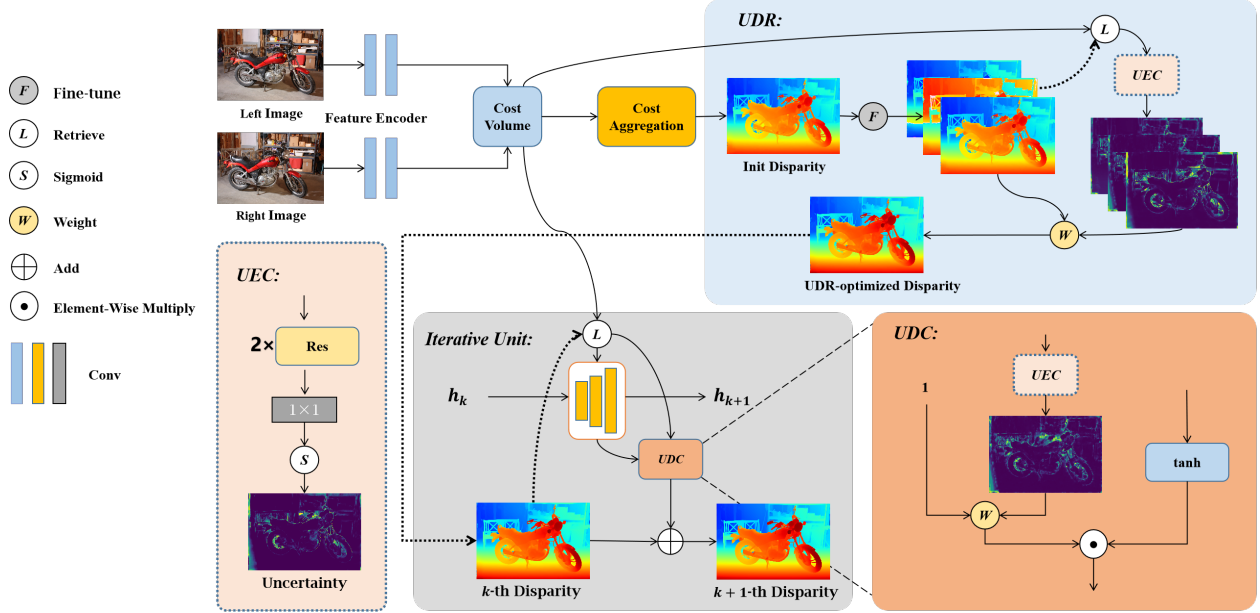 F Fine-tune
L Retrieve
S Sigmoid
W Weight
Add
Element-Wise Multiply
Conv
Left Image
Right Image
Feature Encoder
Cost
Volume
Cost
Aggregation
UDR:
Init Disparity
F
L
UEC
W
UDR-optimized Disparity
UEC:
2× Res
1×1
S
Uncertainty
Iterative Unit:
L
h_k
h_{k+1}
UDC
k-th Disparity
k + 1-th Disparity
UDC:
UEC
1
tanh
W